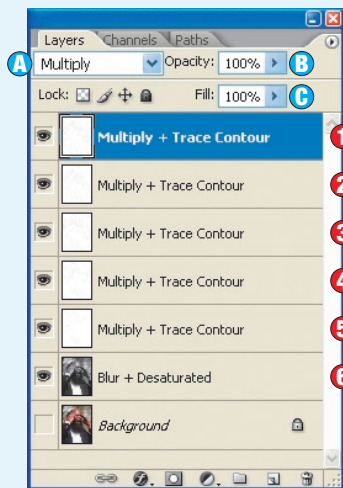 Layers Channels Paths
A Multiply Opacity: 100% B
Lock: Fill: 100% C
Multiply + Trace Contour 1
Multiply + Trace Contour 2
Multiply + Trace Contour 3
Multiply + Trace Contour 4
Multiply + Trace Contour 5
Blur + Desaturated 6
Background